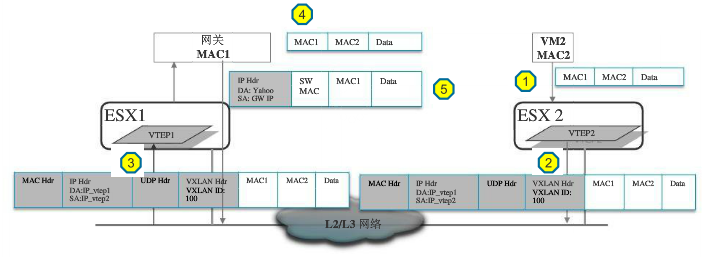 4
网关
MAC1
MAC1 MAC2 Data
VM2
MAC2
1
MAC1 MAC2 Data
IP Hdr
DA: Yahoo
SA: GW IP
SW
MAC
MAC1
Data
5
ESX1
VTEP1
ESX 2
VTEP2
3
2
MAC Hdr
IP Hdr
DA:IP_vtep1
SA:IP_vtep2
UDP Hdr
VXLAN Hdr
VXLAN ID:
100
MAC1
MAC2
Data
MAC Hdr
IP Hdr
DA:IP_vtep1
SA:IP_vtep2
UDP Hdr
VXLAN Hdr
VXLAN ID:
100
MAC1
MAC2
Data
L2/L3 网络